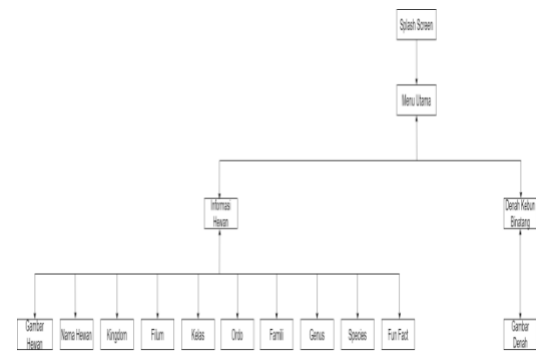 Splash Screen
Menu Utama
Informasi
Hewan
Denah Kebun
Binatang
Gambar
Hewan
Nama Hewan
Kingdom
Filum
Kelas
Ordo
Famili
Genus
Species
Fun Fact
Gambar
Denah